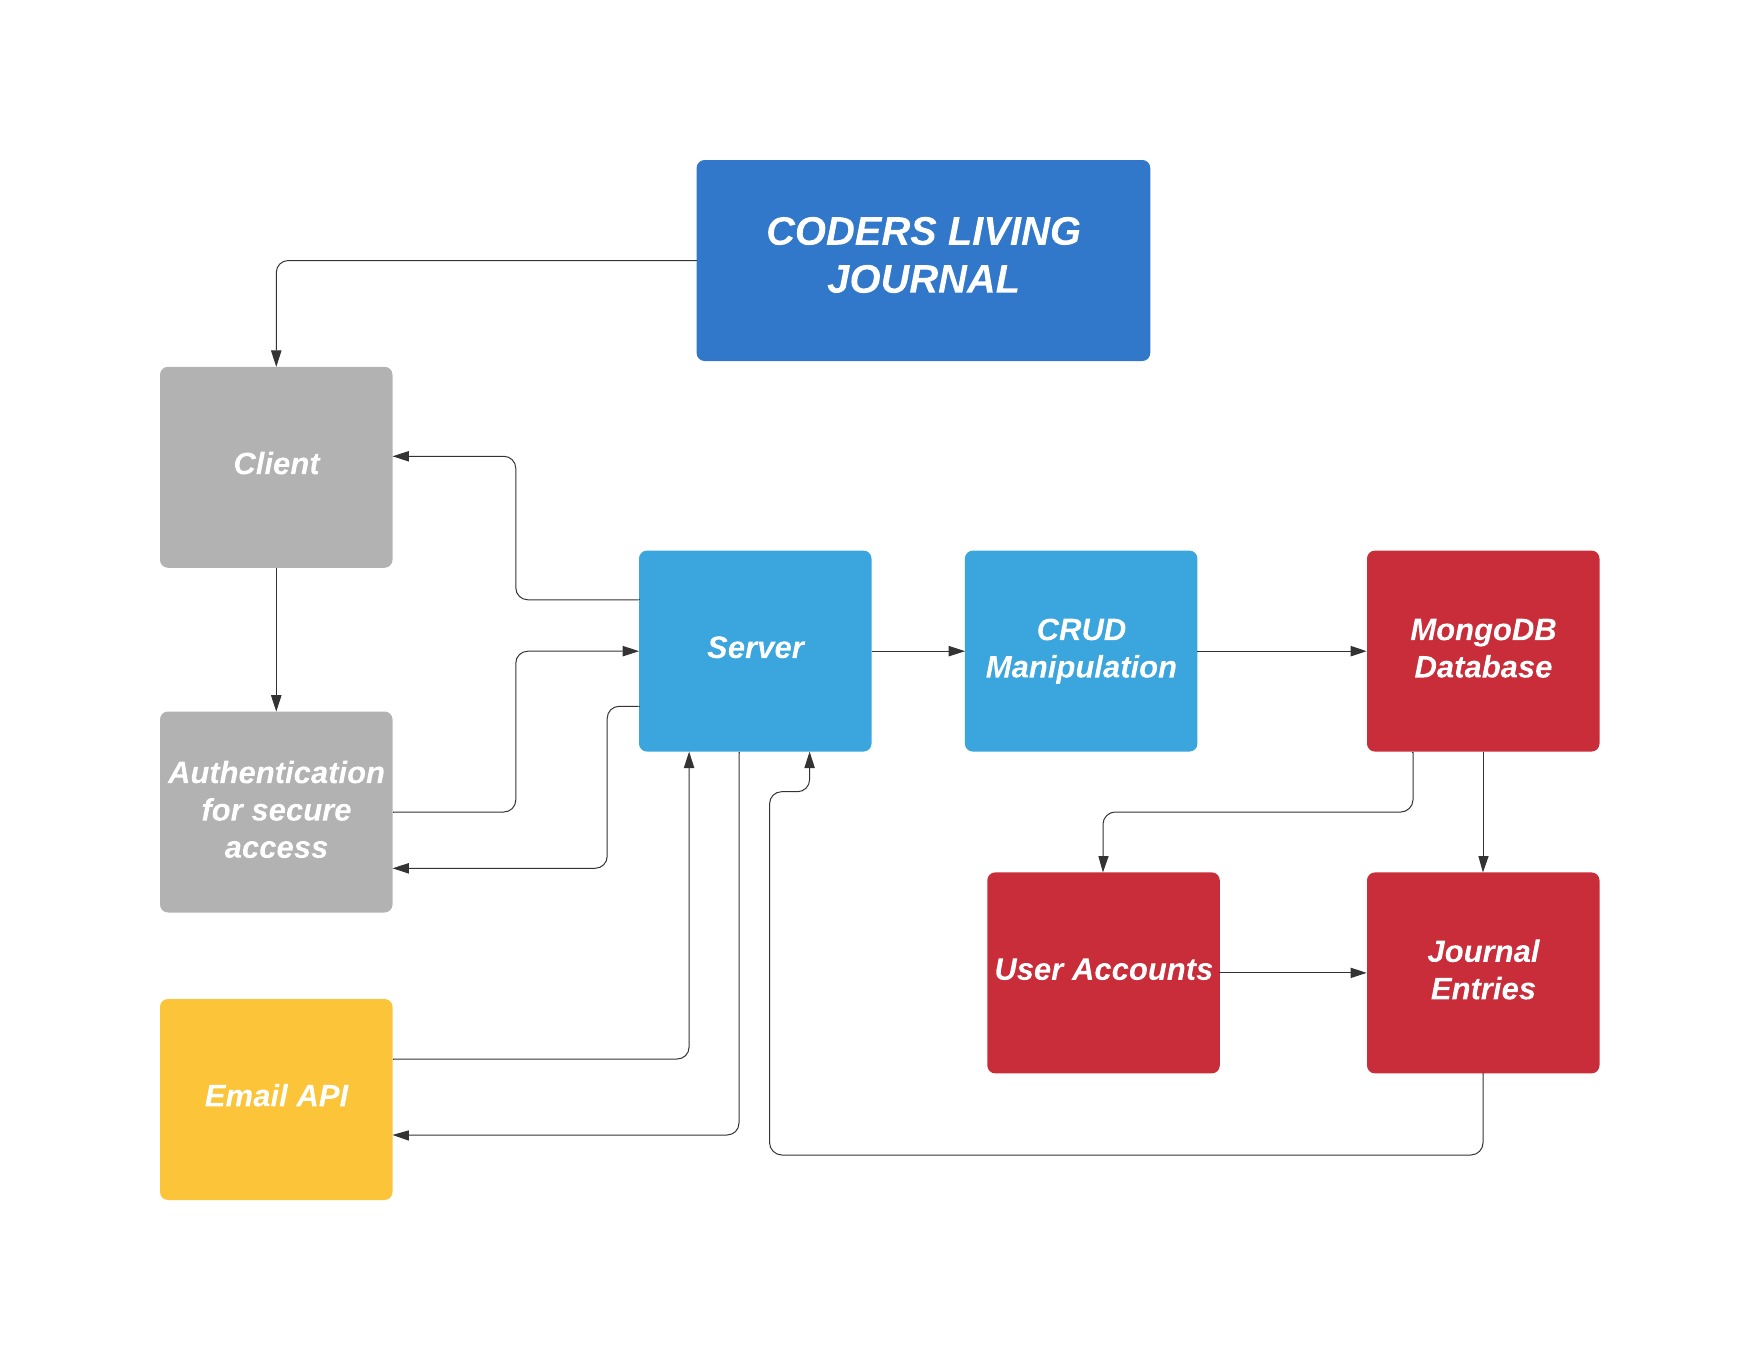 CODERS LIVING
JOURNAL
Client
Server
CRUD
Manipulation
MongoDB
Database
Authentication
for secure
access
User Accounts
Journal
Entries
Email API